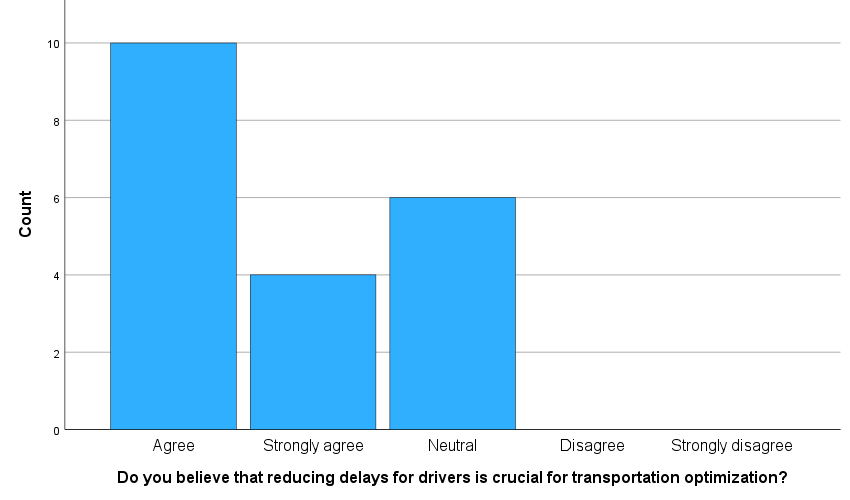 10
8
6
4
2
0
Count
Agree Strongly agree Neutral Disagree Strongly disagree
Do you believe that reducing delays for drivers is crucial for transportation optimization?